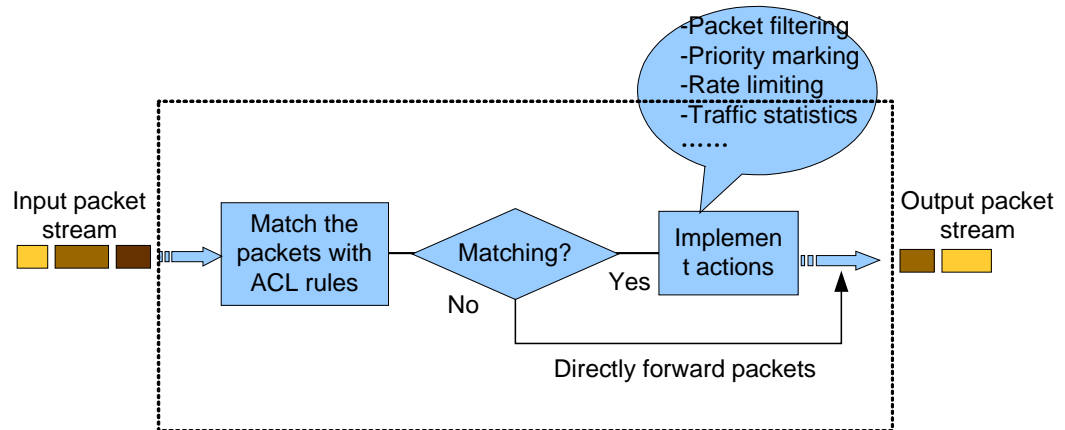 -Packet filtering
-Priority marking
-Rate limiting
-Traffic statistics
……
Input packet
stream
Match the
packets with
ACL rules
Matching?
Yes
No
Implemen
t actions
Output packet
stream
Directly forward packets